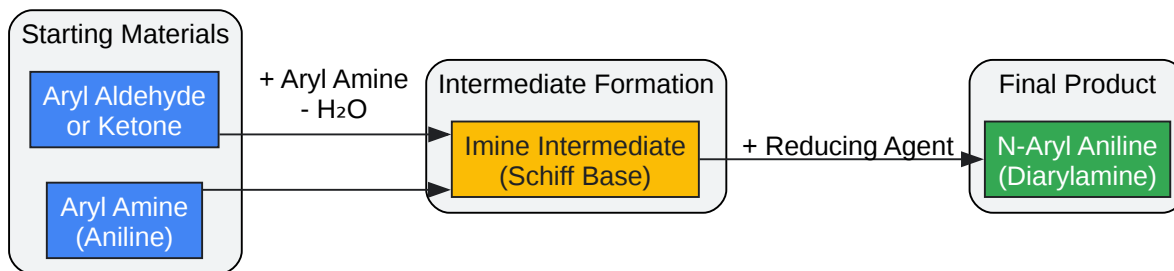 Starting Materials
Aryl Aldehyde
or Ketone
Aryl Amine
(Aniline)
+ Aryl Amine
- H₂O
Intermediate Formation
Imine Intermediate
(Schiff Base)
+ Reducing Agent
Final Product
N-Aryl Aniline
(Diarylamine)